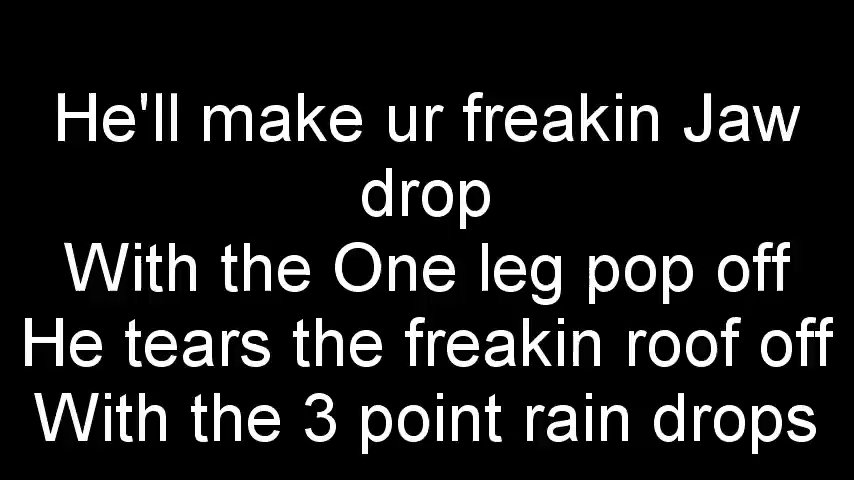 He'll make ur freakin Jaw
drop
With the One leg pop off
He tears the freakin roof off
With the 3 point rain drops